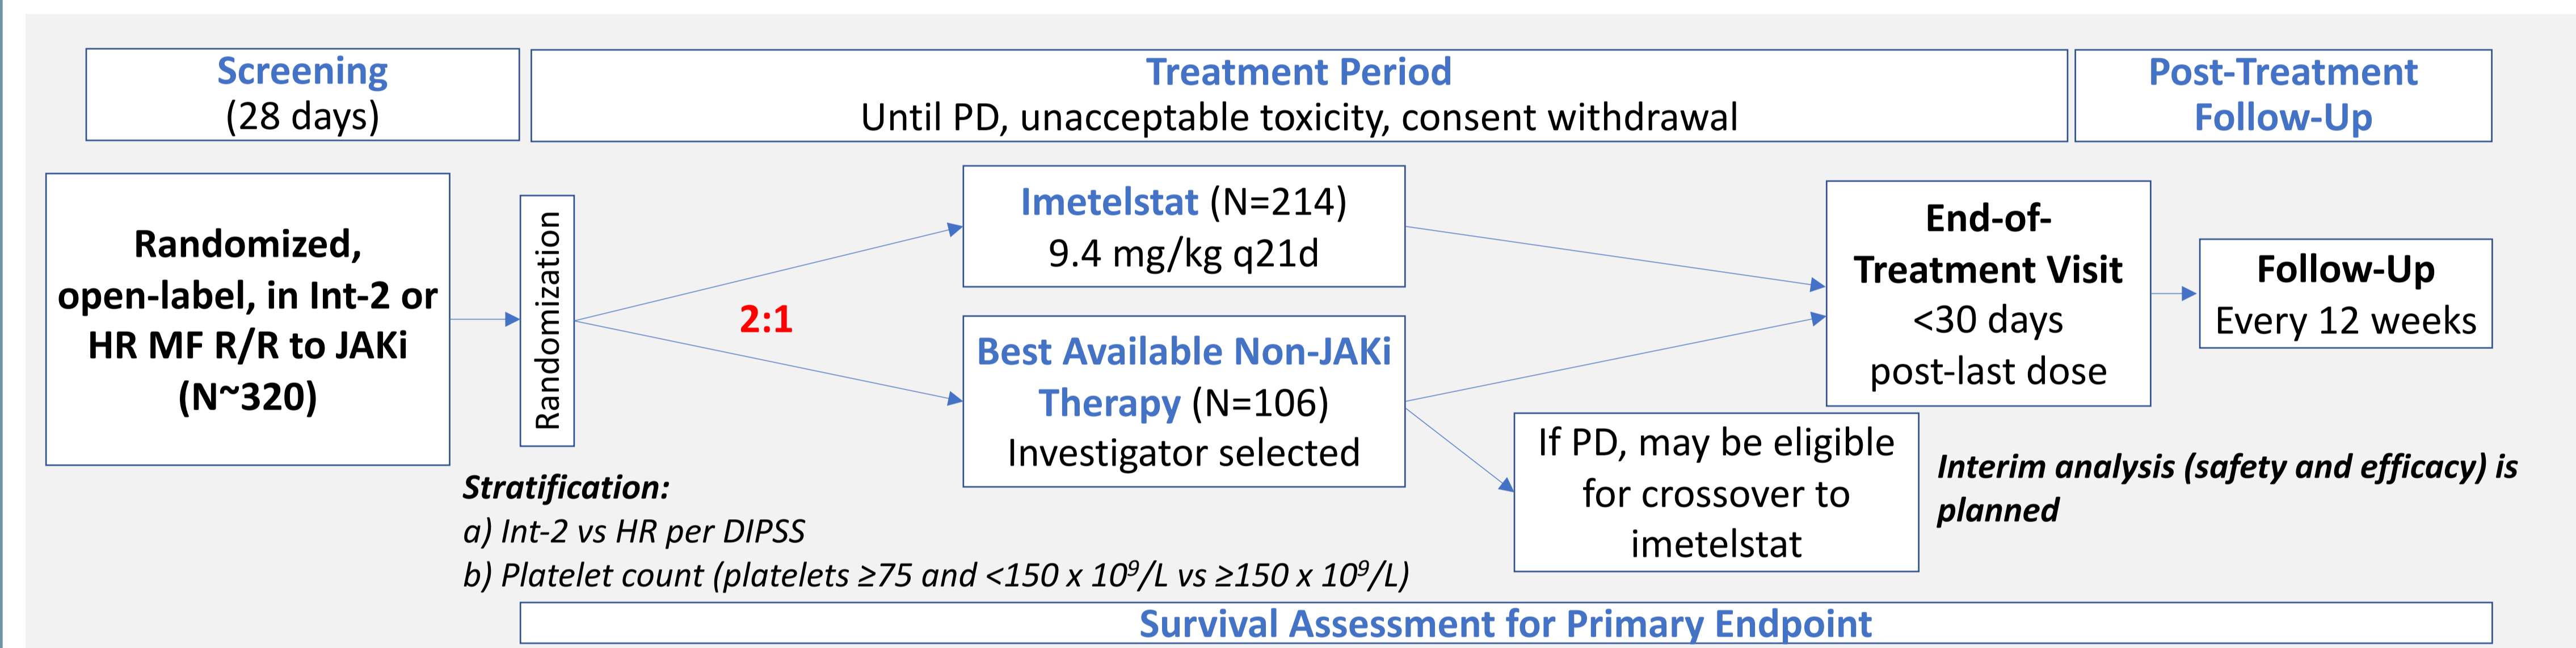 Screening
(28 days)
Treatment Period
Until PD, unacceptable toxicity, consent withdrawal
Post-Treatment
Follow-Up
Randomized,
open-label, in Int-2 or
HR MF R/R to JAKi
(N~320)
Randomization
2:1
Imetelstat (N=214)
9.4 mg/kg q21d
Best Available Non-JAKi
Therapy (N=106)
Investigator selected
End-of-
Treatment Visit
<30 days
post-last dose
Follow-Up
Every 12 weeks
If PD, may be eligible
for crossover to
imetelstat
Interim analysis (safety and efficacy) is
planned
Stratification:
a) Int-2 vs HR per DIPSS
b) Platelet count (platelets ≥75 and <150 x 10⁹/L vs ≥150 x 10⁹/L)
Survival Assessment for Primary Endpoint